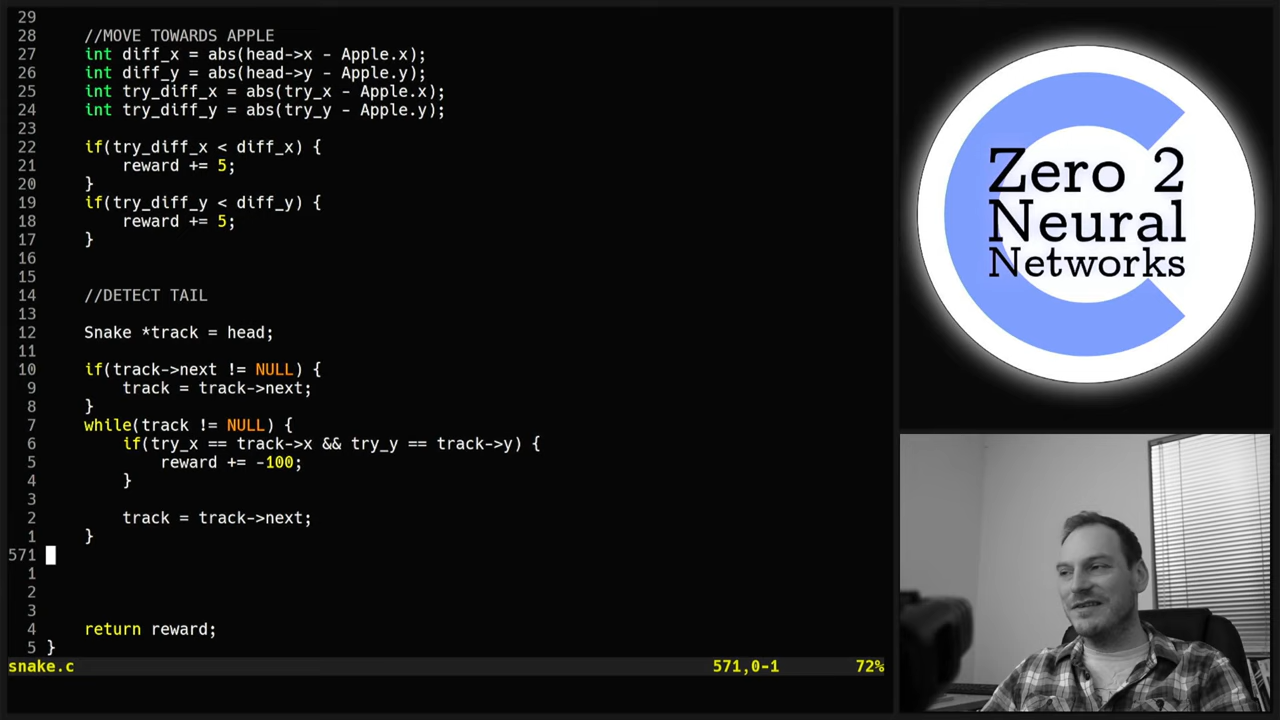 29
28 //MOVE TOWARDS APPLE
27 int diff_x = abs(head->x - Apple.x);
26 int diff_y = abs(head->y - Apple.y);
25 int try_diff_x = abs(try_x - Apple.x);
24 int try_diff_y = abs(try_y - Apple.y);
23
22 if(try_diff_x < diff_x) {
21 reward += 5;
20 }
19 if(try_diff_y < diff_y) {
18 reward += 5;
17 }
16
15
14 //DETECT TAIL
13
12 Snake *track = head;
11
10 if(track->next != NULL) {
9 track = track->next;
8 }
7 while(track != NULL) {
6 if(try_x == track->x && try_y == track->y) {
5 reward += -100;
4 }
3
2 track = track->next;
1 }
571
1
2
3
4 return reward;
5 }
snake.c 571,0-1 72%
Zero 2
Neural
Networks